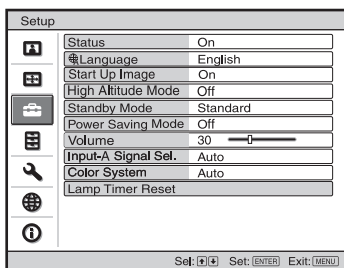 Setup
Status On
Language English
Start Up Image On
High Altitude Mode Off
Standby Mode Standard
Power Saving Mode Off
Volume 30
Input-A Signal Sel. Auto
Color System Auto
Lamp Timer Reset
Sel: Set: ENTER Exit: MENU